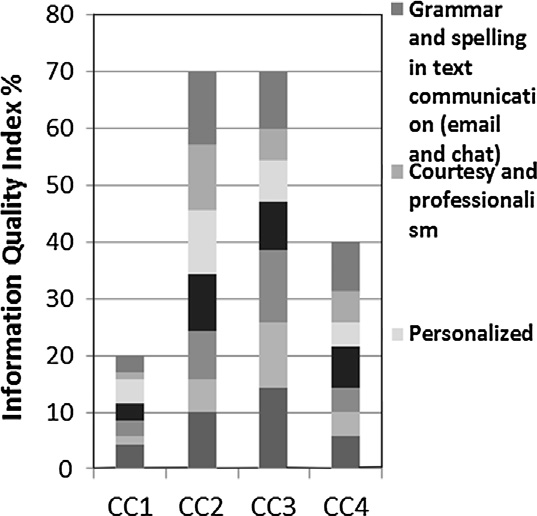 80
70
60
50
40
30
20
10
0
Information Quality Index %
CC1 CC2 CC3 CC4
Grammar
and spelling
in text
communicati
on (email
and chat)
Courtesy and
professionali
sm
Personalized